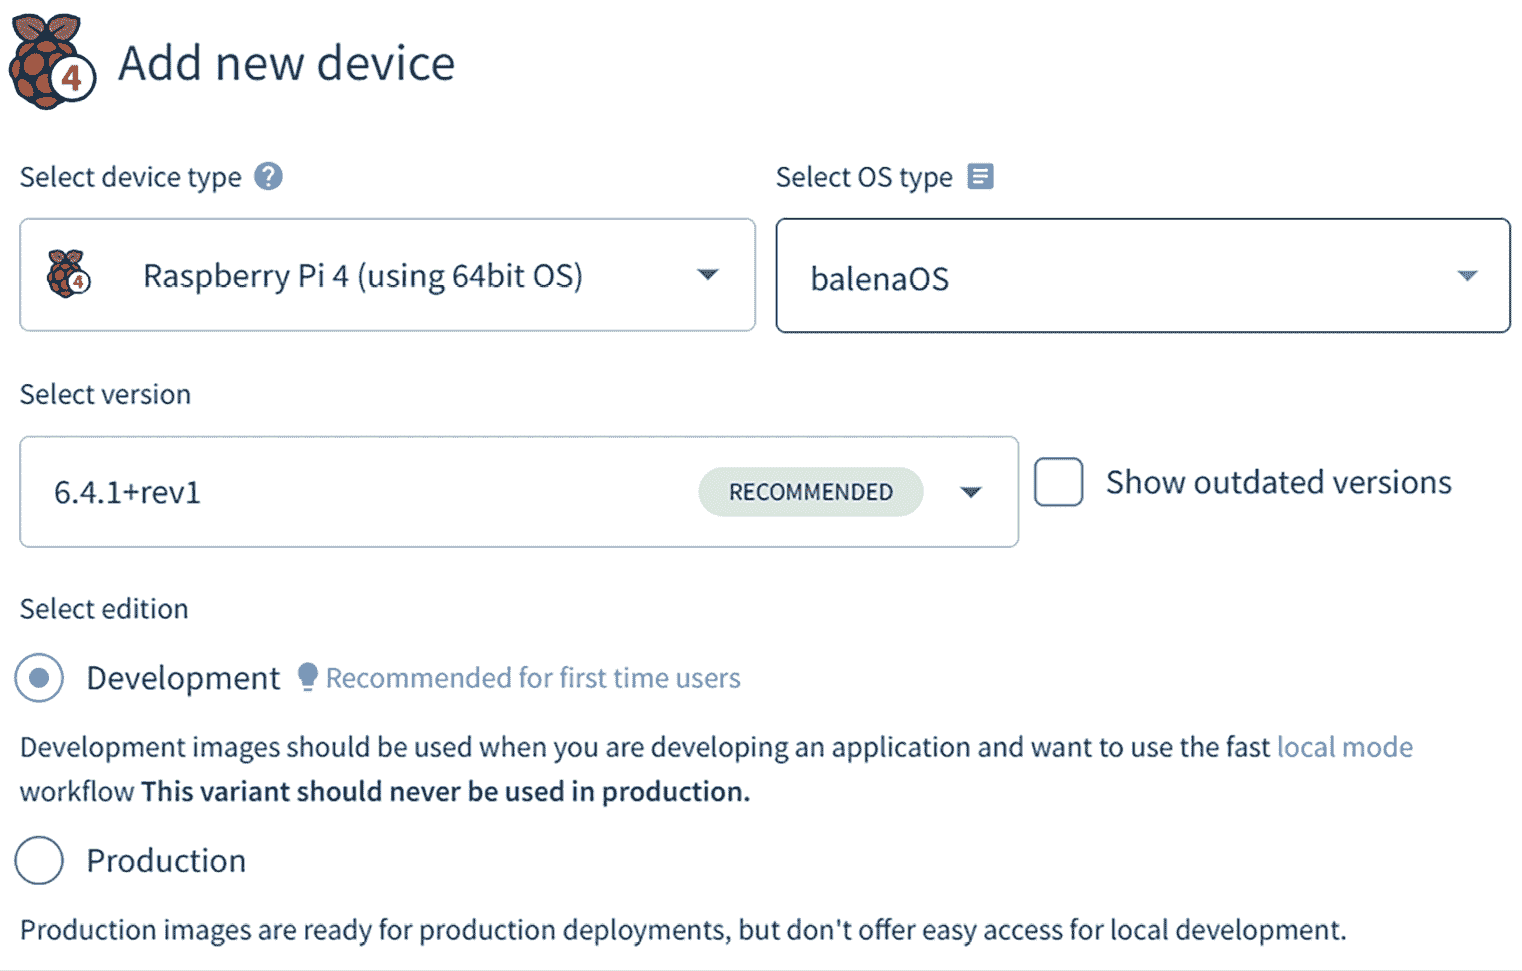 4 Add new device
Select device type ? Select OS type
4 Raspberry Pi 4 (using 64bit OS) balenaOS
Select version
6.4.1+rev1 RECOMMENDED Show outdated versions
Select edition
Development Recommended for first time users
Development images should be used when you are developing an application and want to use the fast local mode
workflow This variant should never be used in production.
Production
Production images are ready for production deployments, but don't offer easy access for local development.